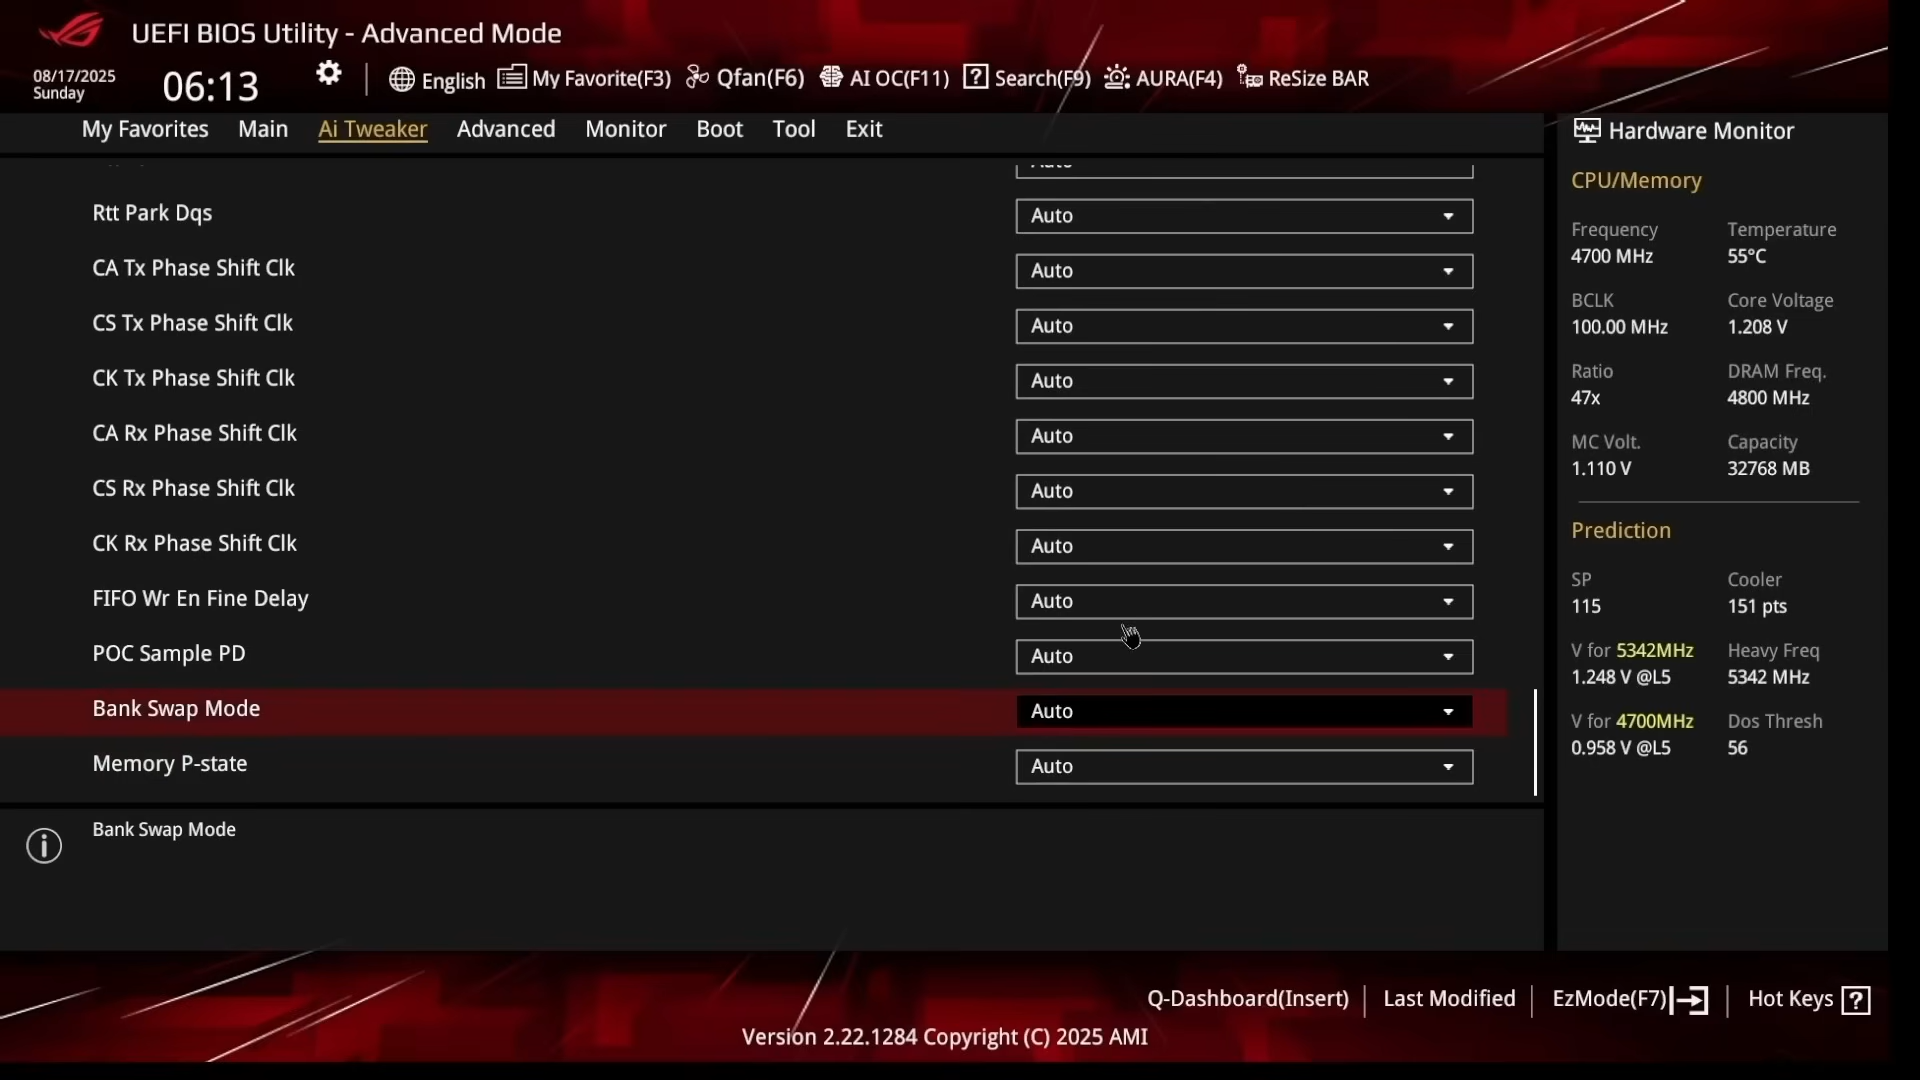 UEFI BIOS Utility - Advanced Mode
08/17/2025
Sunday
06:13
English
My Favorite(F3)
Qfan(F6)
AI OC(F11)
Search(F9)
AURA(F4)
ReSize BAR
My Favorites Main Ai Tweaker Advanced Monitor Boot Tool Exit
Rtt Park Dqs Auto
CA Tx Phase Shift Clk Auto
CS Tx Phase Shift Clk Auto
CK Tx Phase Shift Clk Auto
CA Rx Phase Shift Clk Auto
CS Rx Phase Shift Clk Auto
CK Rx Phase Shift Clk Auto
FIFO Wr En Fine Delay Auto
POC Sample PD Auto
Bank Swap Mode Auto
Memory P-state Auto
Bank Swap Mode
Hardware Monitor
CPU/Memory
Frequency Temperature
4700 MHz 55°C
BCLK Core Voltage
100.00 MHz 1.208 V
Ratio DRAM Freq.
47x 4800 MHz
MC Volt. Capacity
1.110 V 32768 MB
Prediction
SP Cooler
115 151 pts
V for 5342MHz Heavy Freq
1.248 V @L5 5342 MHz
V for 4700MHz Dos Thresh
0.958 V @L5 56
Q-Dashboard(Insert) Last Modified EzMode(F7) Hot Keys ?
Version 2.22.1284 Copyright (C) 2025 AMI